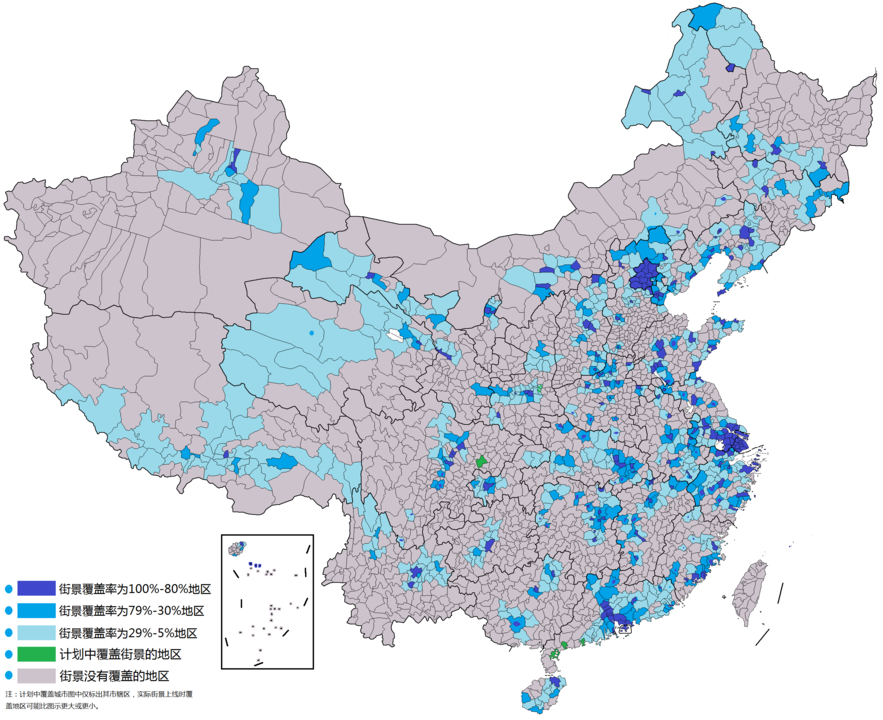 街景覆盖率为100%-80%地区
街景覆盖率为79%-30%地区
街景覆盖率为29%-5%地区
计划中覆盖街景的地区
街景没有覆盖的地区
注：计划中覆盖城市图中仅标出其市辖区，实际街景上线时覆
盖地区可能比图示更大或更小。